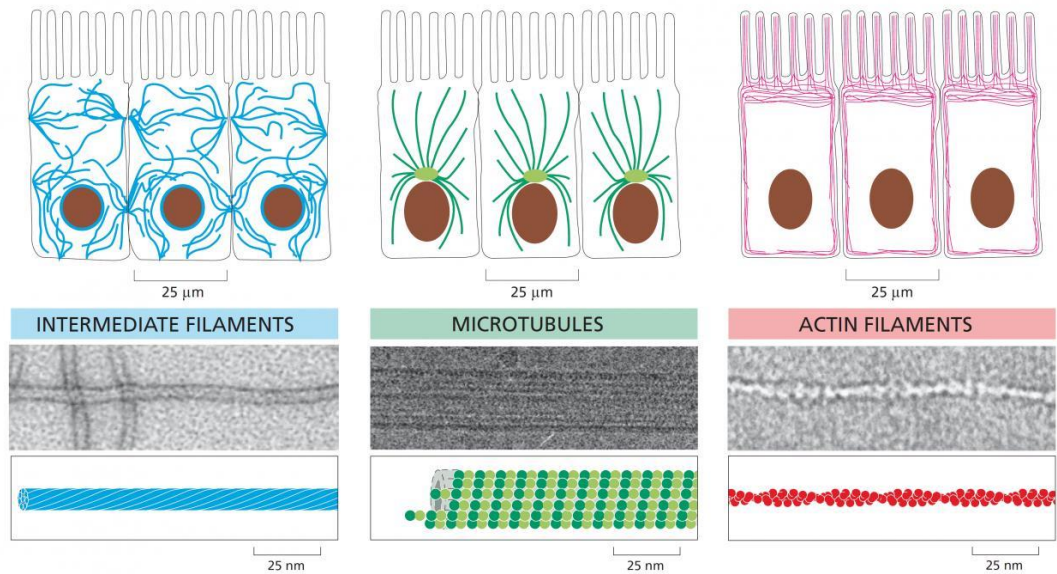 25 μm
25 μm
25 μm
INTERMEDIATE FILAMENTS
MICROTUBULES
ACTIN FILAMENTS
25 nm
25 nm
25 nm